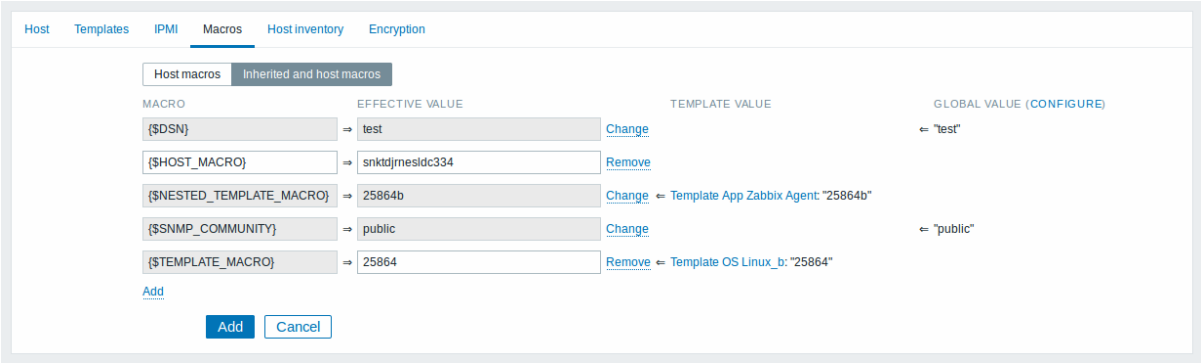 Host Templates IPMI Macros Host inventory Encryption
Host macros Inherited and host macros
MACRO EFFECTIVE VALUE TEMPLATE VALUE GLOBAL VALUE (CONFIGURE)
{$DSN} ⇒ test Change ⇐ "test"
{$HOST_MACRO} ⇒ snktdjrnesldc334 Remove
{$NESTED_TEMPLATE_MACRO} ⇒ 25864b Change ⇐ Template App Zabbix Agent: "25864b"
{$SNMP_COMMUNITY} ⇒ public Change ⇐ "public"
{$TEMPLATE_MACRO} ⇒ 25864 Remove ⇐ Template OS Linux_b: "25864"
Add
Add Cancel